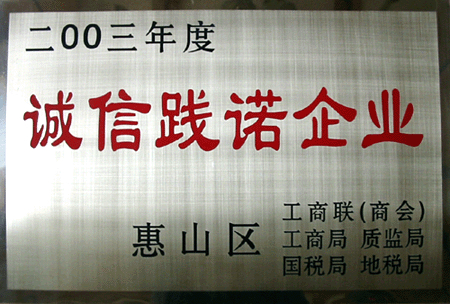 二00三年度
诚信践诺企业
惠山区
工商联(商会)
工商局 质监局
国税局 地税局